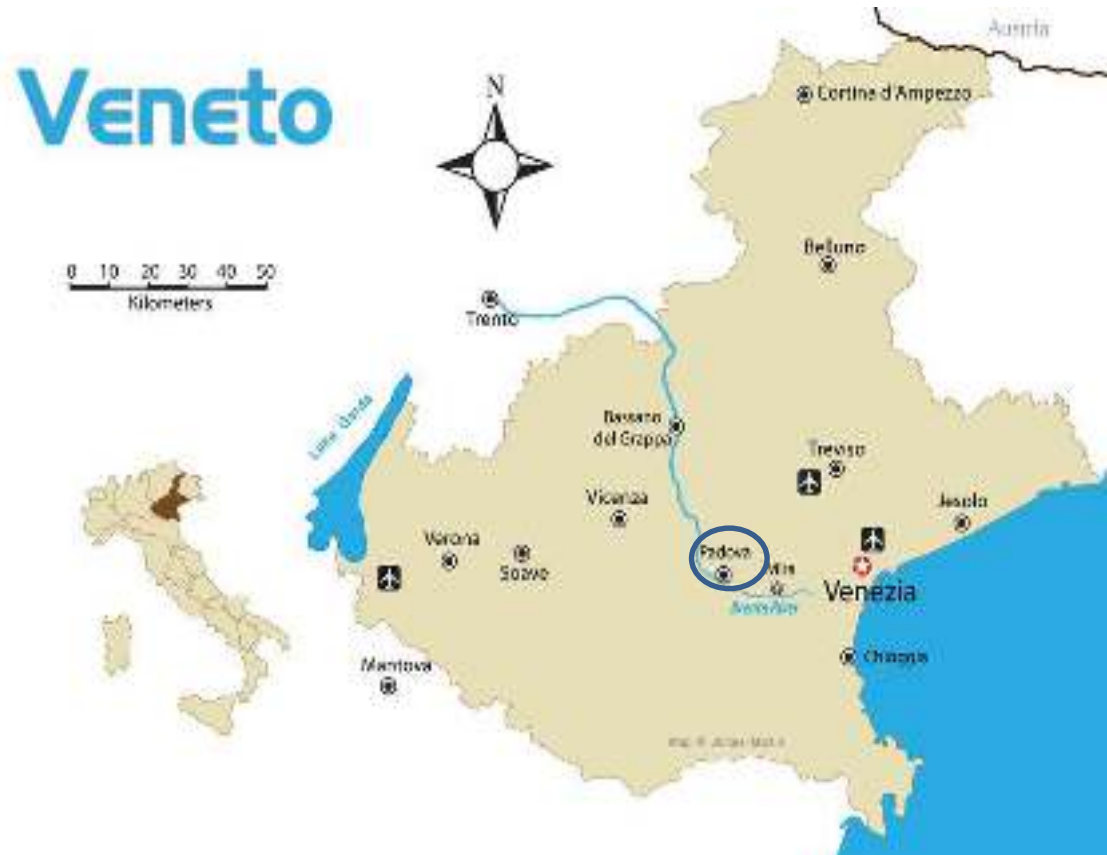 Veneto
N
Austria
Cortina d'Ampezzo
Belluno
0 10 20 30 40 50
Kilometers
Trento
Bassano
del Grappa
Treviso
Jesolo
Vicenza
Verona
Soave
Padova
Mira
Venezia
Brenta River
Chioggia
Mantova